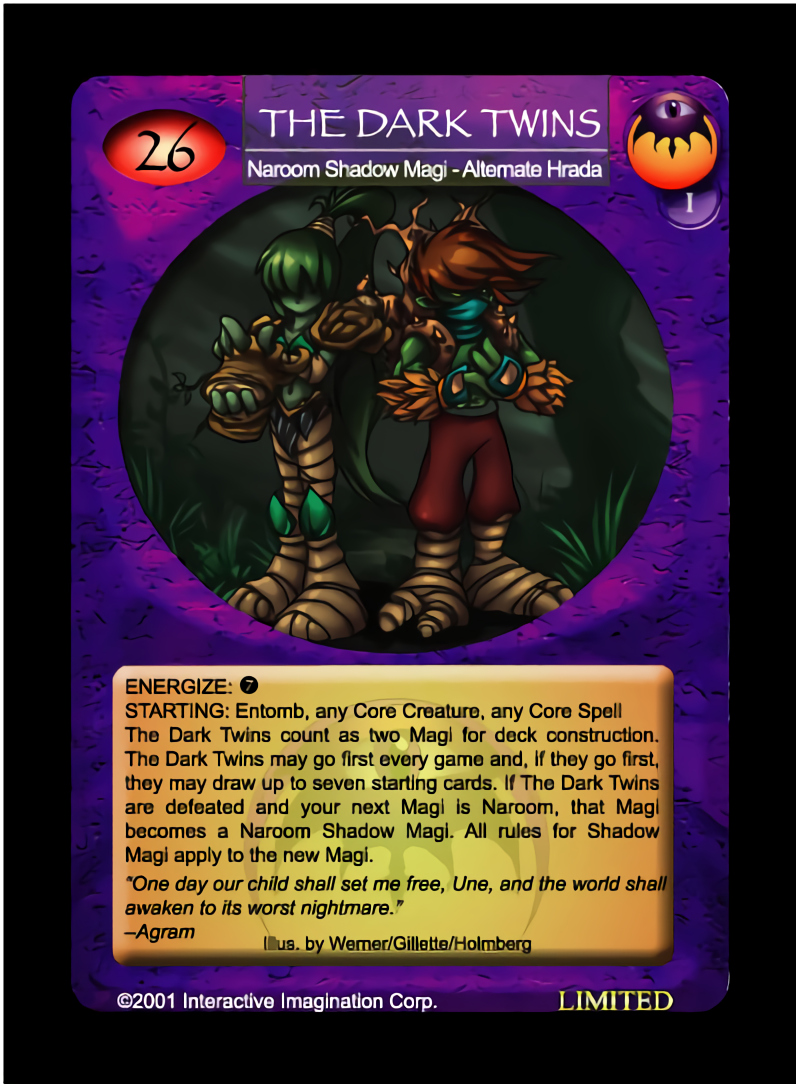 26
THE DARK TWINS
Naroom Shadow Magi - Alternate Hrada
I
ENERGIZE: 7
STARTING: Entomb, any Core Creature, any Core Spell
The Dark Twins count as two Magi for deck construction.
The Dark Twins may go first every game and, if they go first,
they may draw up to seven starting cards. If The Dark Twins
are defeated and your next Magi is Naroom, that Magi
becomes a Naroom Shadow Magi. All rules for Shadow
Magi apply to the new Magi.
"One day our child shall set me free, Une, and the world shall
awaken to its worst nightmare."
–Agram
Illus. by Werner/Gillette/Holmberg
©2001 Interactive Imagination Corp.
LIMITED